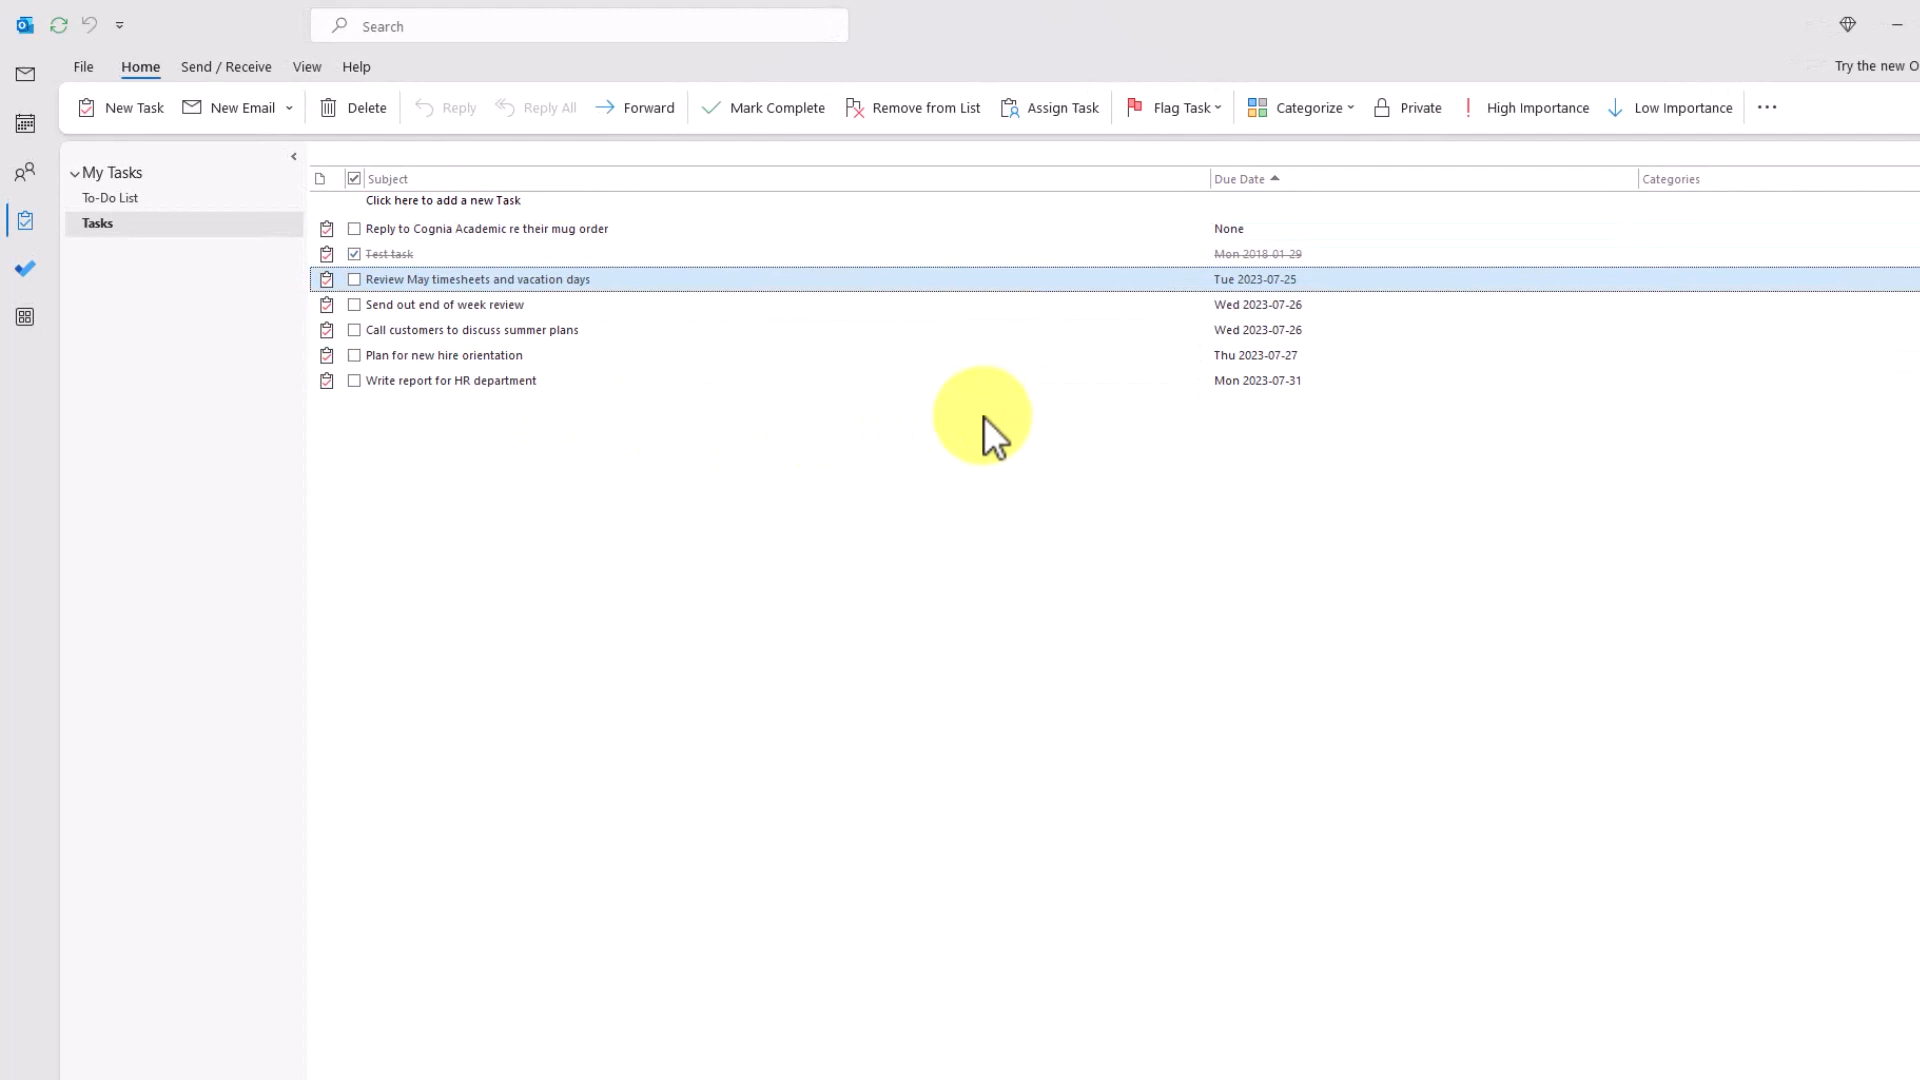 Search
File Home Send / Receive View Help
Try the new O
New Task New Email Delete Reply Reply All Forward Mark Complete Remove from List Assign Task Flag Task Categorize Private High Importance Low Importance
My Tasks
To-Do List
Tasks
Subject Due Date Categories
Click here to add a new Task
Reply to Cognia Academic re their mug order None
Test task Mon 2018-01-29
Review May timesheets and vacation days Tue 2023-07-25
Send out end of week review Wed 2023-07-26
Call customers to discuss summer plans Wed 2023-07-26
Plan for new hire orientation Thu 2023-07-27
Write report for HR department Mon 2023-07-31